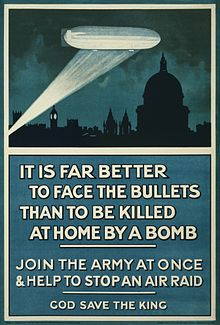 IT IS FAR BETTER
TO FACE THE BULLETS
THAN TO BE KILLED
AT HOME BY A BOMB
JOIN THE ARMY AT ONCE
& HELP TO STOP AN AIR RAID
GOD SAVE THE KING